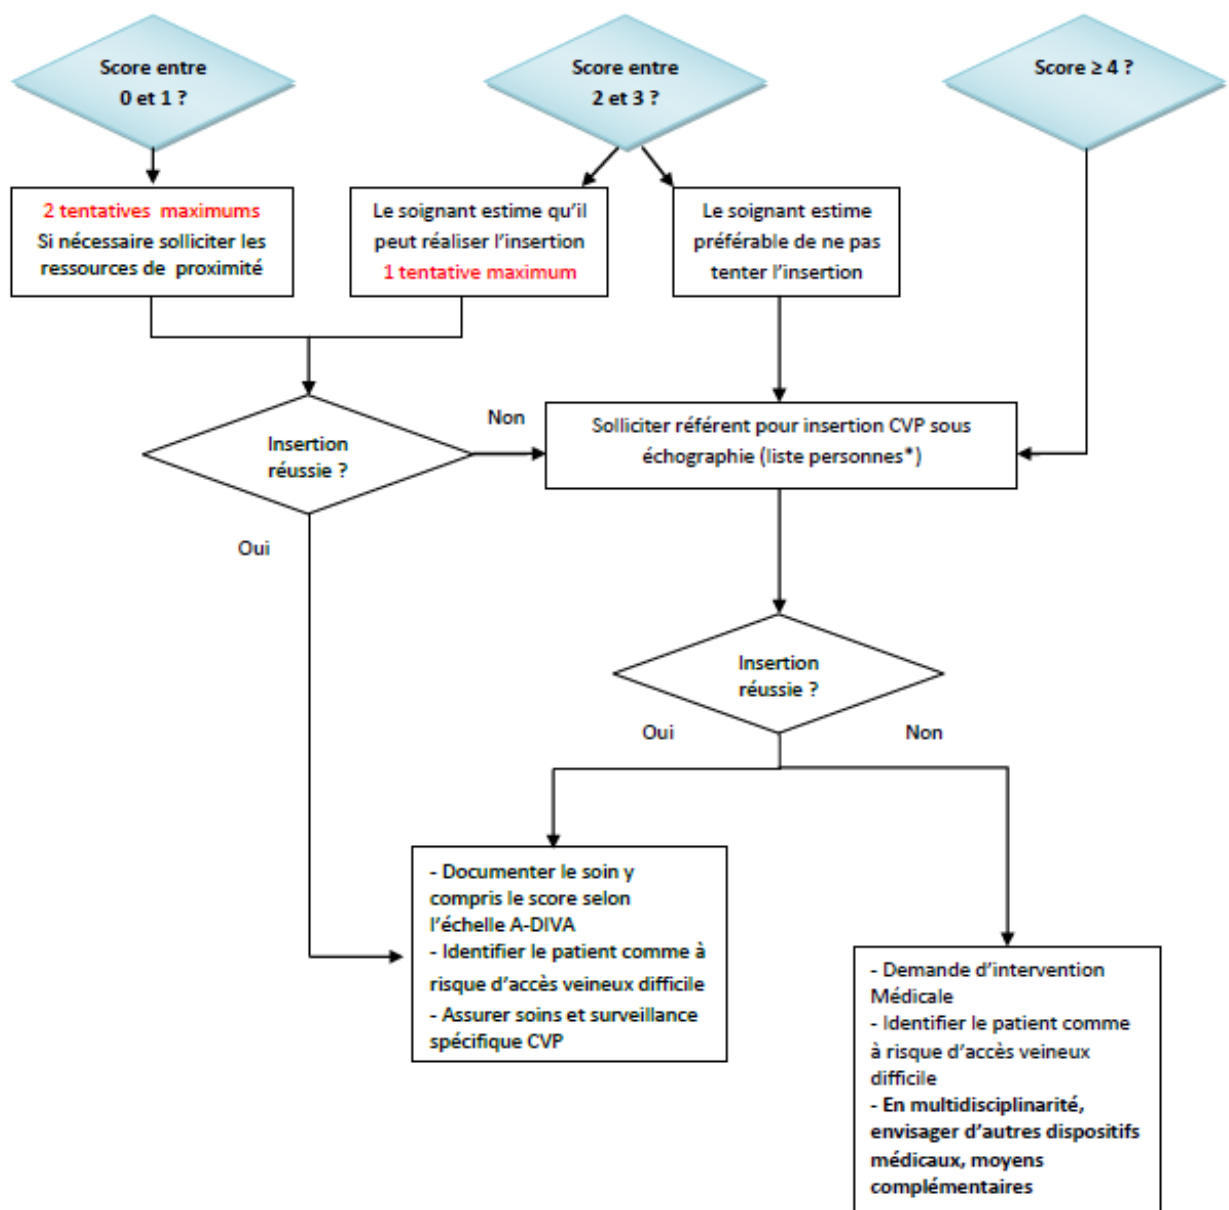 Score entre
0 et 1 ?
Score entre
2 et 3 ?
Score ≥ 4 ?
2 tentatives maximums
Si nécessaire solliciter les
ressources de proximité
Le soignant estime qu'il
peut réaliser l'insertion
1 tentative maximum
Le soignant estime
préférable de ne pas
tenter l'insertion
Insertion
réussie ?
Non
Solliciter référent pour insertion CVP sous
échographie (liste personnes*)
Oui
Insertion
réussie ?
Oui
Non
- Documenter le soin y
compris le score selon
l'échelle A-DIVA
- Identifier le patient comme à
risque d'accès veineux difficile
- Assurer soins et surveillance
spécifique CVP
- Demande d'intervention
Médicale
- Identifier le patient comme
à risque d'accès veineux
difficile
- En multidisciplinarité,
envisager d'autres dispositifs
médicaux, moyens
complémentaires